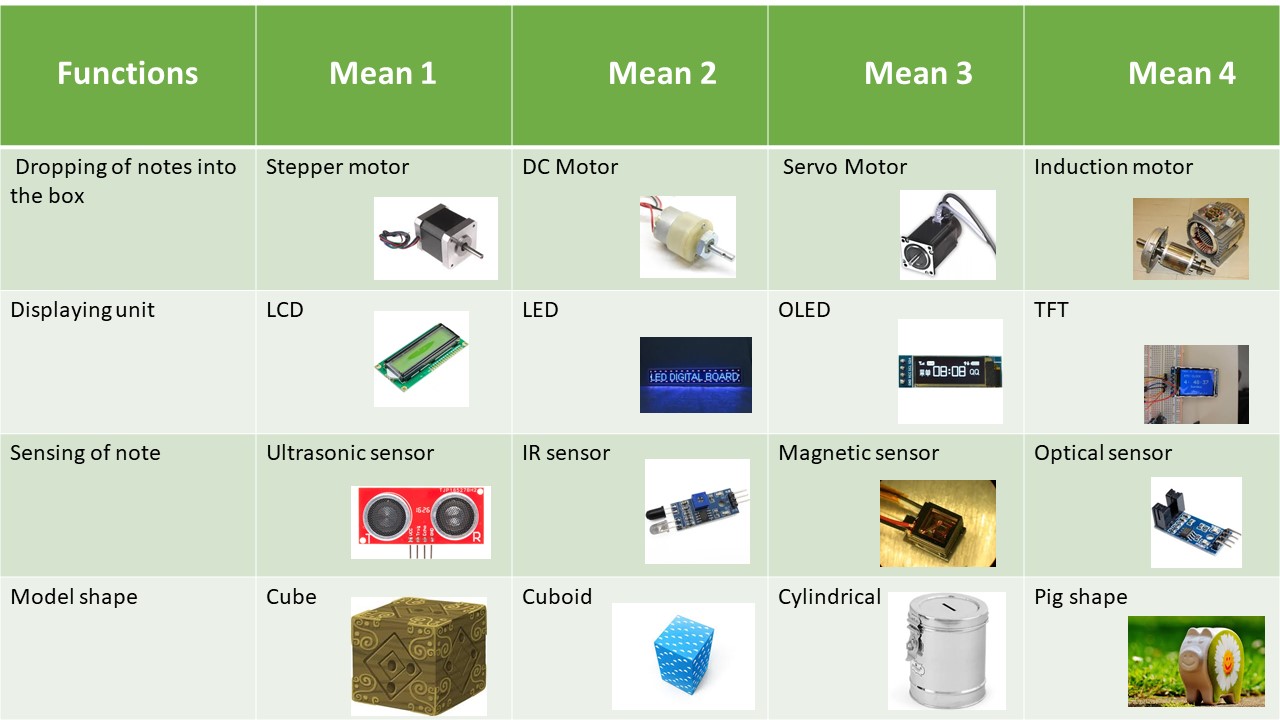 Functions
Mean 1
Mean 2
Mean 3
Mean 4
Dropping of notes into
the box
Stepper motor
DC Motor
Servo Motor
Induction motor
Displaying unit
LCD
LED
LED DIGITAL BOARD
OLED
08:08
QQ
TFT
Sensing of note
Ultrasonic sensor
T
1626
R
IR sensor
Magnetic sensor
Optical sensor
Model shape
Cube
Cuboid
Cylindrical
Pig shape